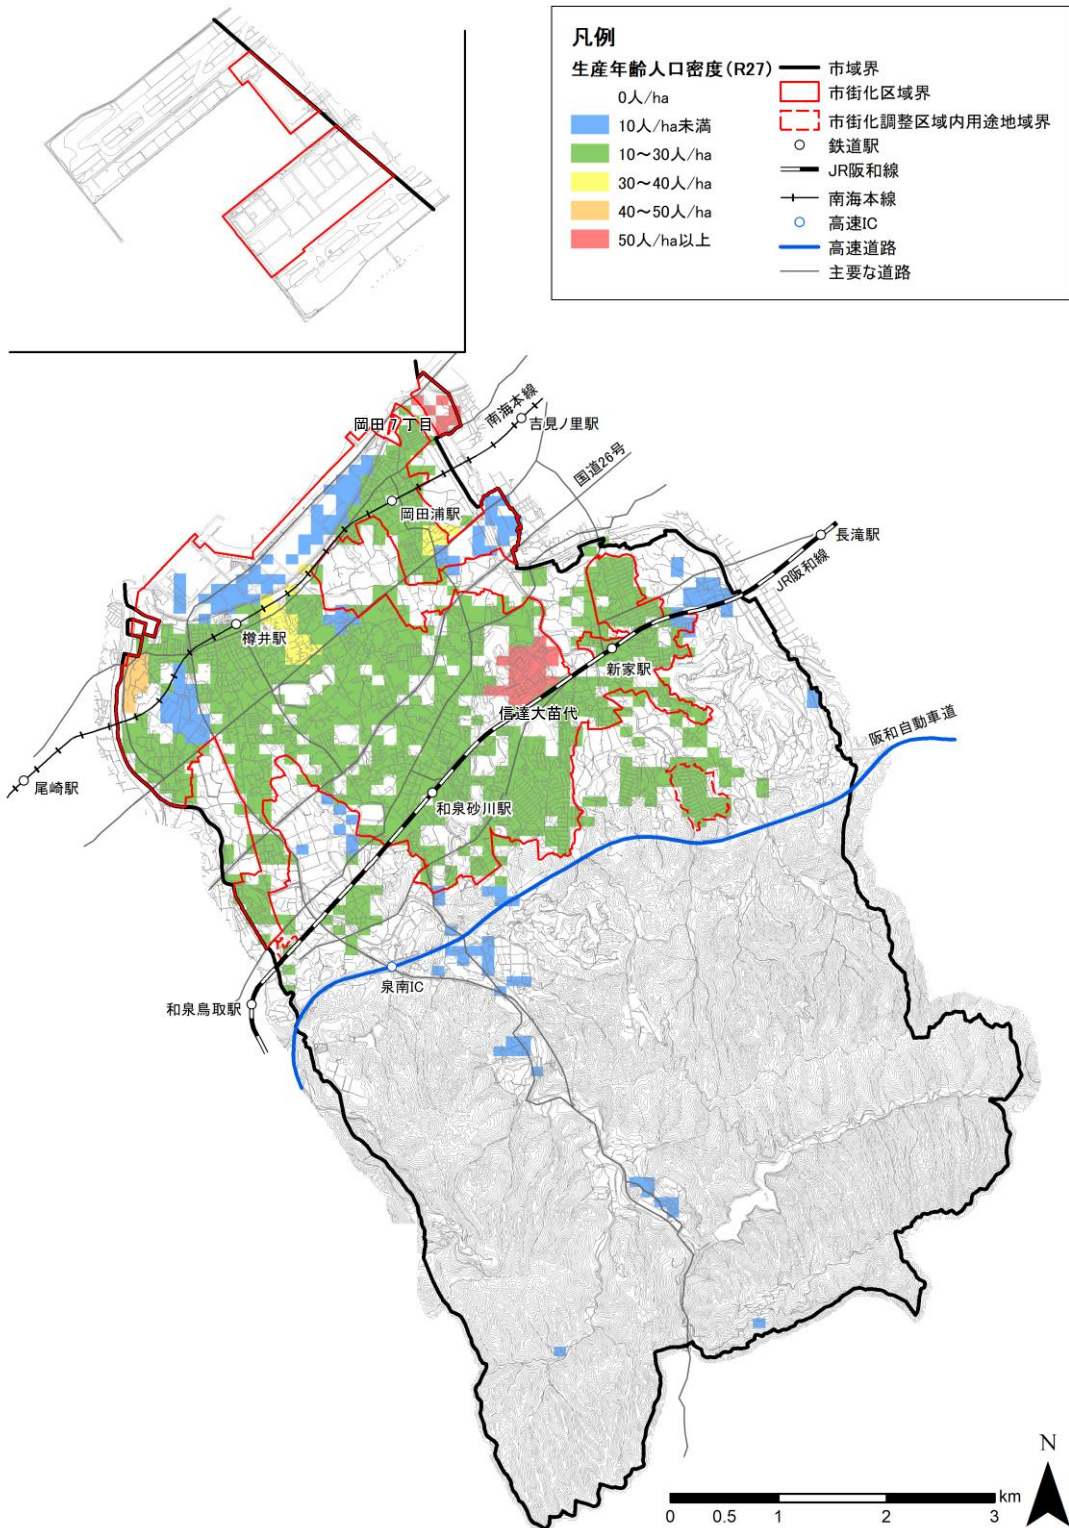 凡例
生産年齢人口密度(R27)
0人/ha
10人/ha未満
10～30人/ha
30～40人/ha
40～50人/ha
50人/ha以上
市域界
市街化区域界
市街化調整区域内用途地域界
鉄道駅
JR阪和線
南海本線
高速IC
高速道路
主要な道路
南海本線
岡田7丁目
吉見ノ里駅
国道26号
岡田浦駅
長滝駅
JR阪和線
樽井駅
新家駅
信達大苗代
阪和自動車道
尾崎駅
和泉砂川駅
泉南IC
和泉鳥取駅
N
km
0 0.5 1 2 3